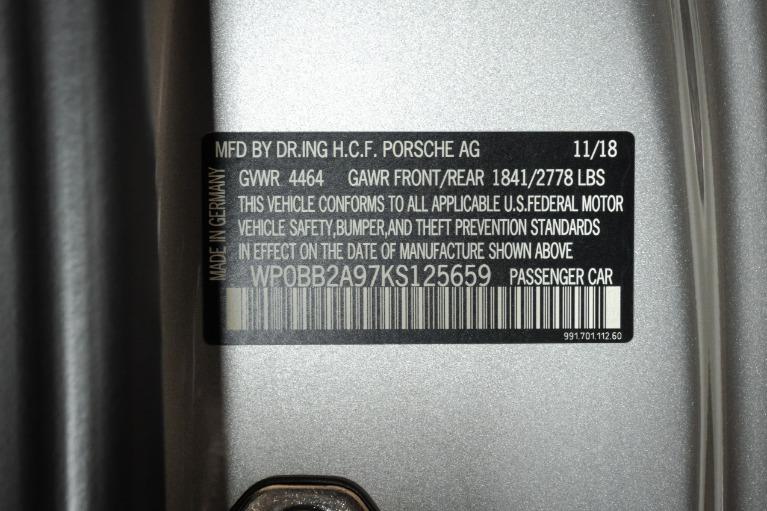 MFD BY DR.ING H.C.F. PORSCHE AG 11/18
GVWR 4464 GAWR FRONT/REAR 1841/2778 LBS
THIS VEHICLE CONFORMS TO ALL APPLICABLE U.S.FEDERAL MOTOR
VEHICLE SAFETY,BUMPER,AND THEFT PREVENTION STANDARDS
IN EFFECT ON THE DATE OF MANUFACTURE SHOWN ABOVE
WP0BB2A97KS125659 PASSENGER CAR
991.701.112.60
MADE IN GERMANY